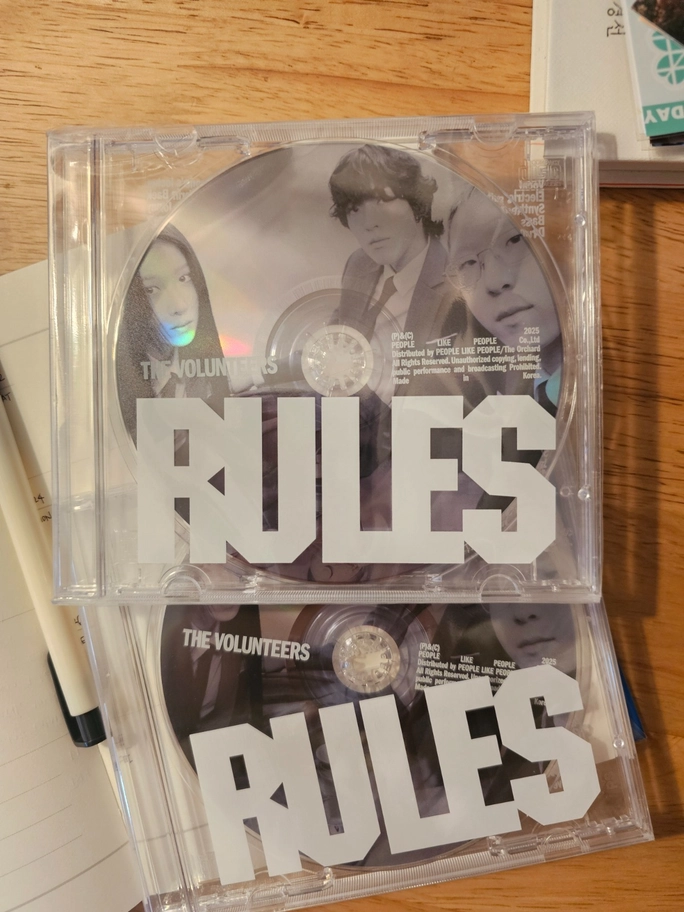 DAY
(P)&(C) 2025
PEOPLE LIKE PEOPLE Co.,Ltd
Distributed by PEOPLE LIKE PEOPLE/The Orchard
All Rights Reserved. Unauthorized copying, lending,
public performance and broadcasting Prohibited.
Made in Korea.
THE VOLUNTEERS
RULES
THE VOLUNTEERS
(P)&(C) 2025
PEOPLE LIKE PEOPLE
Distributed by PEOPLE LIKE
All Rights Reserved.
public
RULES